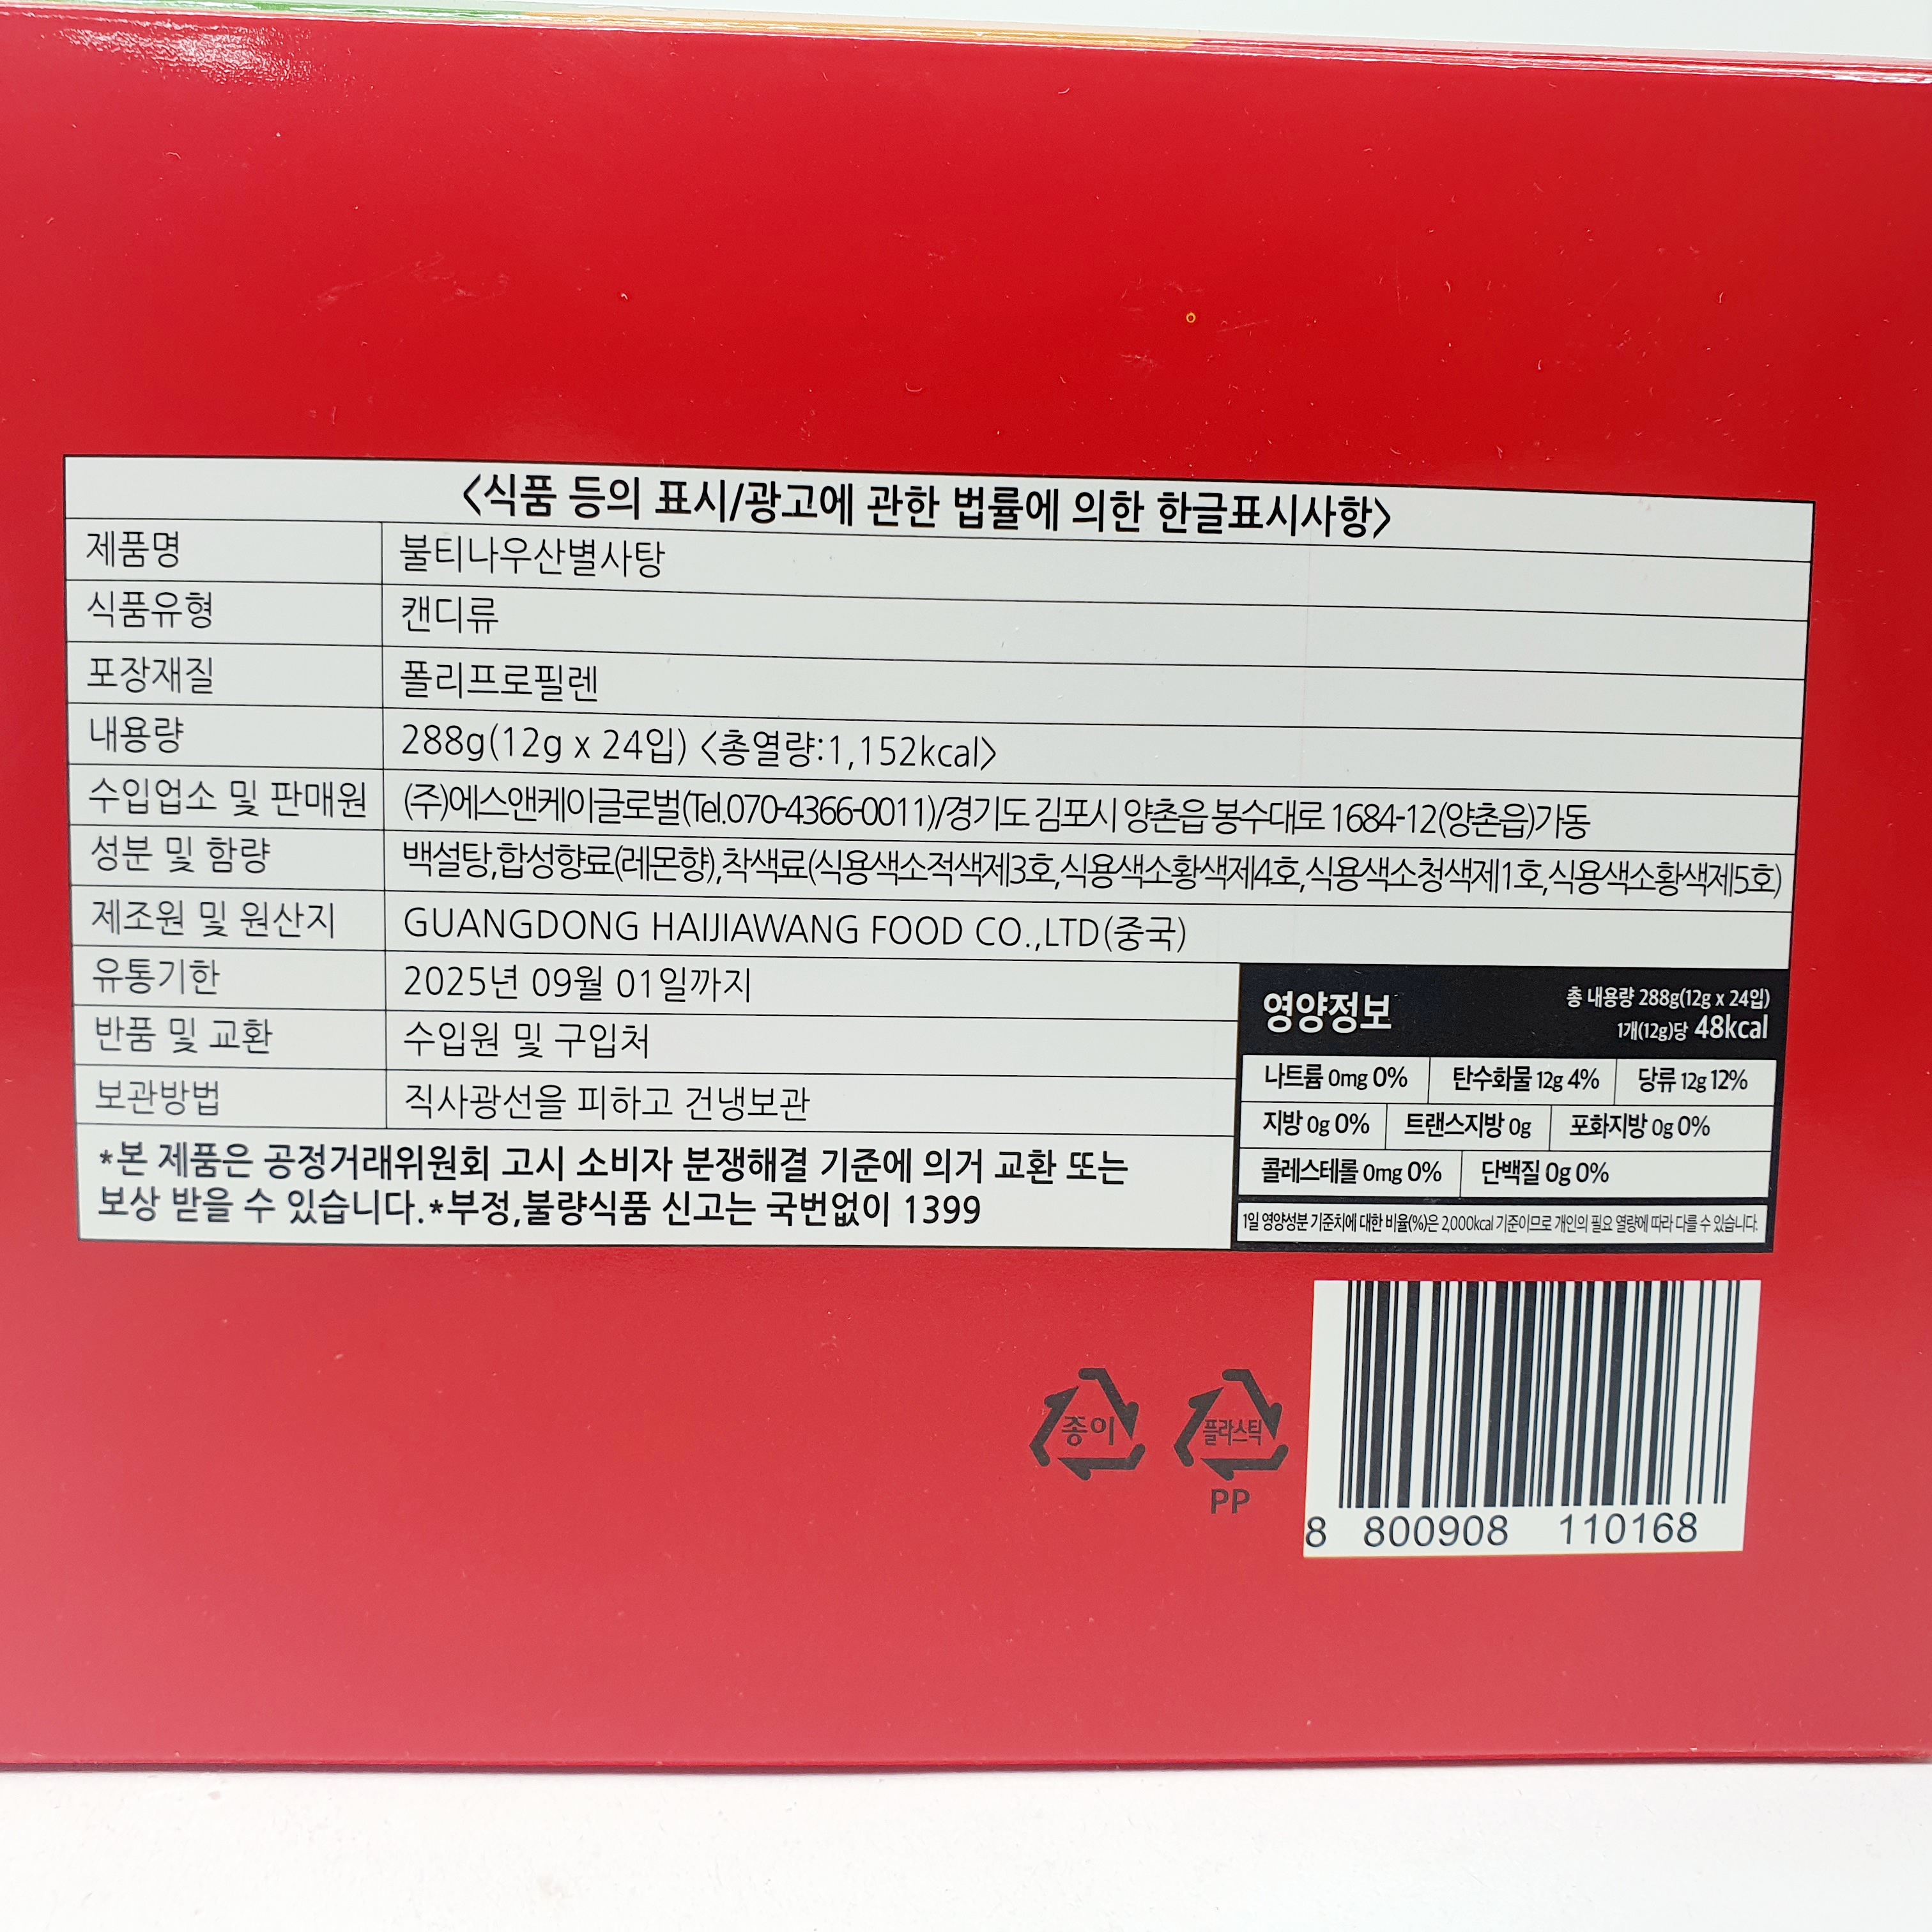 <식품 등의 표시/광고에 관한 법률에 의한 한글표시사항>
제품명 불티나우산별사탕
식품유형 캔디류
포장재질 폴리프로필렌
내용량 288g(12g x 24입) <총열량:1,152kcal>
수입업소 및 판매원 (주)에스앤케이글로벌(Tel.070-4366-0011)/경기도 김포시 양촌읍 봉수대로 1684-12(양촌읍)가동
성분 및 함량 백설탕,합성향료(레몬향),착색료(식용색소적색제3호,식용색소황색제4호,식용색소청색제1호,식용색소황색제5호)
제조원 및 원산지 GUANGDONG HAIJIAWANG FOOD CO.,LTD(중국)
유통기한 2025년 09월 01일까지
반품 및 교환 수입원 및 구입처
보관방법 직사광선을 피하고 건냉보관
*본 제품은 공정거래위원회 고시 소비자 분쟁해결 기준에 의거 교환 또는
보상 받을 수 있습니다.*부정,불량식품 신고는 국번없이 1399
영양정보
총 내용량 288g(12g x 24입)
1개(12g)당 48kcal
나트륨 0mg 0% 탄수화물 12g 4% 당류 12g 12%
지방 0g 0% 트랜스지방 0g 포화지방 0g 0%
콜레스테롤 0mg 0% 단백질 0g 0%
1일 영양성분 기준치에 대한 비율(%)은 2,000kcal 기준이므로 개인의 필요 열량에 따라 다를 수 있습니다.
종이
플라스틱
PP
8 800908 110168